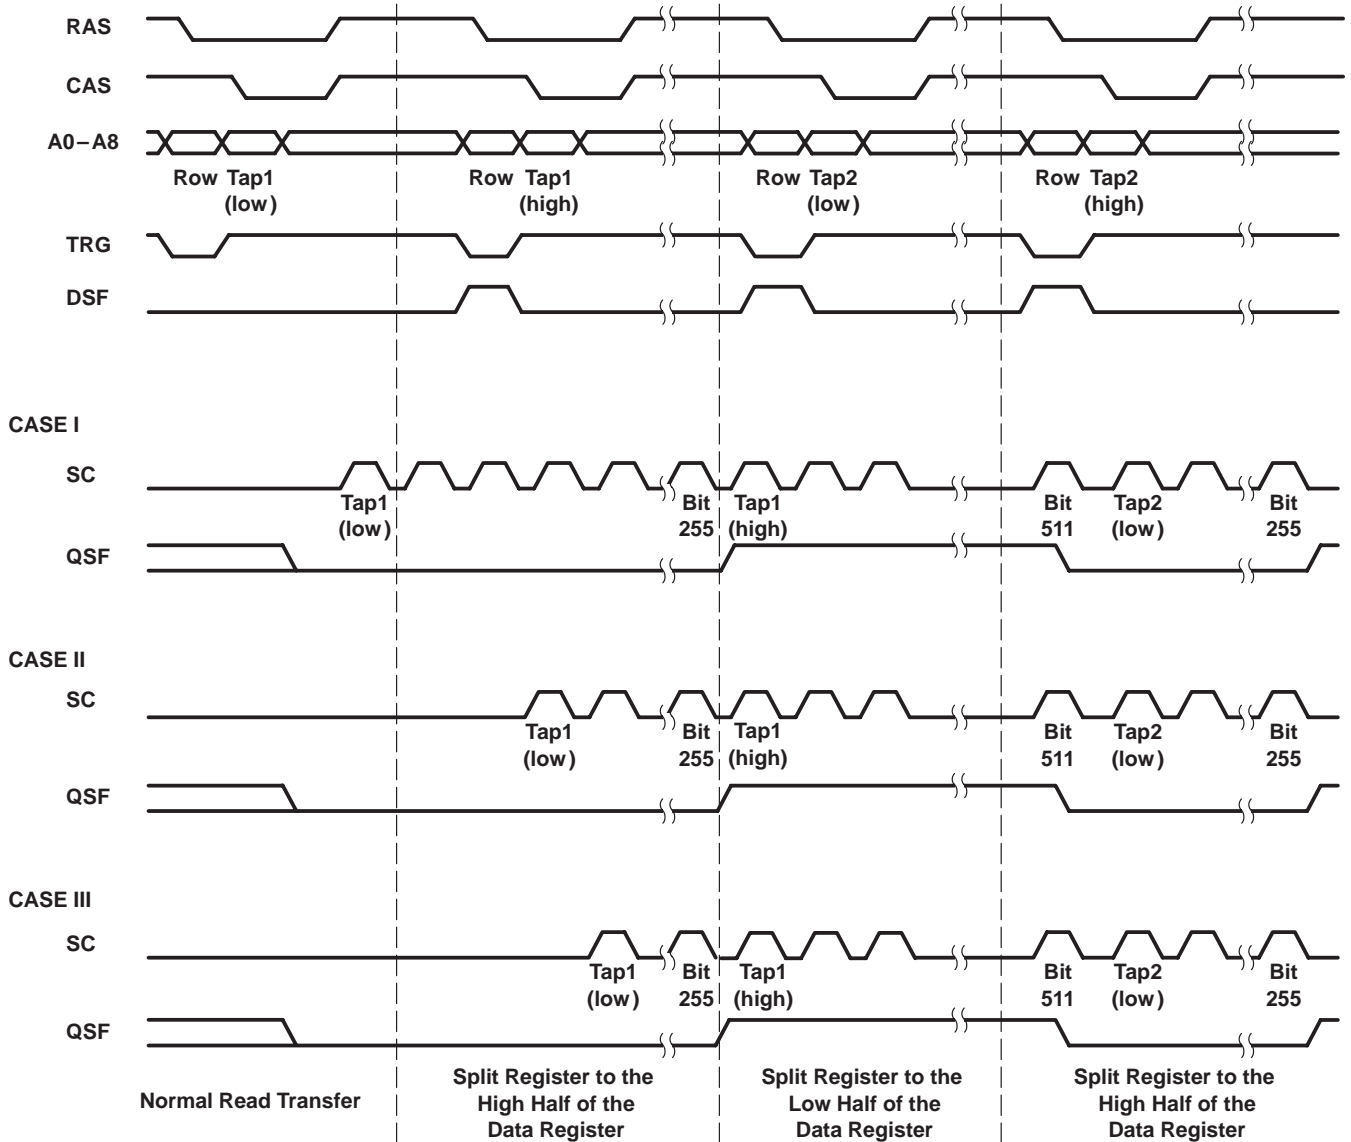 RAS
CAS
A0–A8
Row Tap1 Row Tap1 Row Tap2 Row Tap2
(low) (high) (low) (high)
TRG
DSF
CASE I
SC
Tap1 Bit Tap1 Bit Tap2 Bit
(low) 255 (high) 511 (low) 255
QSF
CASE II
SC
Tap1 Bit Tap1 Bit Tap2 Bit
(low) 255 (high) 511 (low) 255
QSF
CASE III
SC
Tap1 Bit Tap1 Bit Tap2 Bit
(low) 255 (high) 511 (low) 255
QSF
Normal Read Transfer
Split Register to the
High Half of the
Data Register
Split Register to the
Low Half of the
Data Register
Split Register to the
High Half of the
Data Register